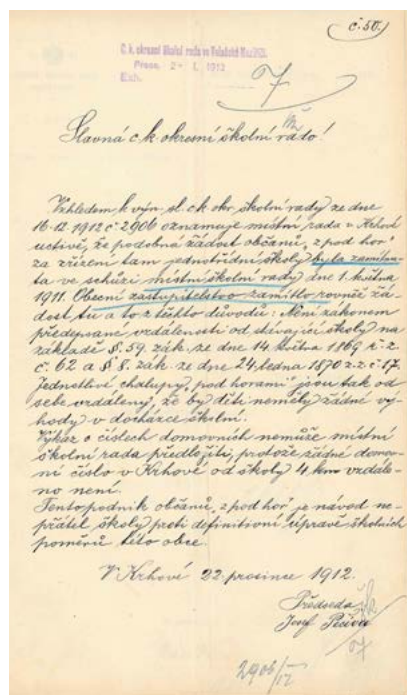 č. 50.
C. k. okresní školní rada ve Valašské Meziříčí.
Praes. 2 - I. 1913
Exh.
7
Slavná c. k. okresní školní rado!
Vzhledem k výn. sl. ck. okr. školní rady ze dne
16.12.1912 č. 2906 oznamuje místní rada v Krhové
uctivě, že podobná žádost občanů „z pod hor“
za zřízení tam jednotřídní školy byla zamítnu-
ta ve schůzi místní školní rady dne 1. května
1911. Obecní zastupitelstvo zamítlo rovněž žá-
dost tu a to z těchto důvodů: Není zákonem
předepsané vzdálenosti od stávající školy na
základě §. 59. zák. ze dne 14. května 1869 ř. z.
č. 62 a § 8. zák. ze dne 24. ledna 1870 z. z. č. 17.
Jednotlivé chalupy „pod horami“ jsou tak od
sebe vzdáleny, že by děti neměly žádné vý-
hody v docházce školní.
Výkaz o číslech domovních nemůže místní
školní rada předložiti, protože žádné domov-
ní číslo v Krhové od školy 4 km vzdále-
no není.
Tento podnik občanů „z pod hor“ je návod ne-
přátel školy proti definitivní úpravě školních
poměrů této obce.
V Krhové 22. prosince 1912.
Předseda
Josef
2906/12